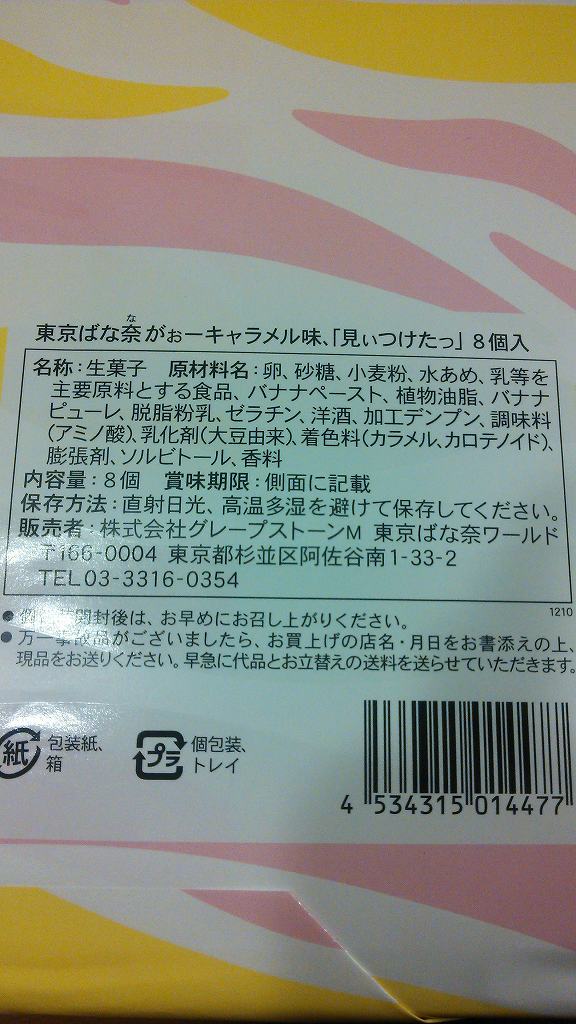 な
東京ばな奈がぉーキャラメル味、「見ぃつけたっ」8個入
名称:生菓子 原材料名:卵、砂糖、小麦粉、水あめ、乳等を
主要原料とする食品、バナナペースト、植物油脂、バナナ
ピューレ、脱脂粉乳、ゼラチン、洋酒、加工デンプン、調味料
(アミノ酸)、乳化剤(大豆由来)、着色料(カラメル、カロテノイド)、
膨張剤、ソルビトール、香料
内容量:8個 賞味期限:側面に記載
保存方法:直射日光、高温多湿を避けて保存してください。
販売者:株式会社グレープストーンM 東京ばな奈ワールド
〒166-0004 東京都杉並区阿佐谷南1-33-2
TEL03-3316-0354
1210
● 開封後は、お早めにお召し上がりください。
● 万一事故品がございましたら、お買上げの店名・月日をお書添えの上、
現品をお送りください。早急に代品とお立替えの送料を送らせていただきます。
紙 包装紙、
箱
プラ 個包装、
トレイ
4 534315 014477